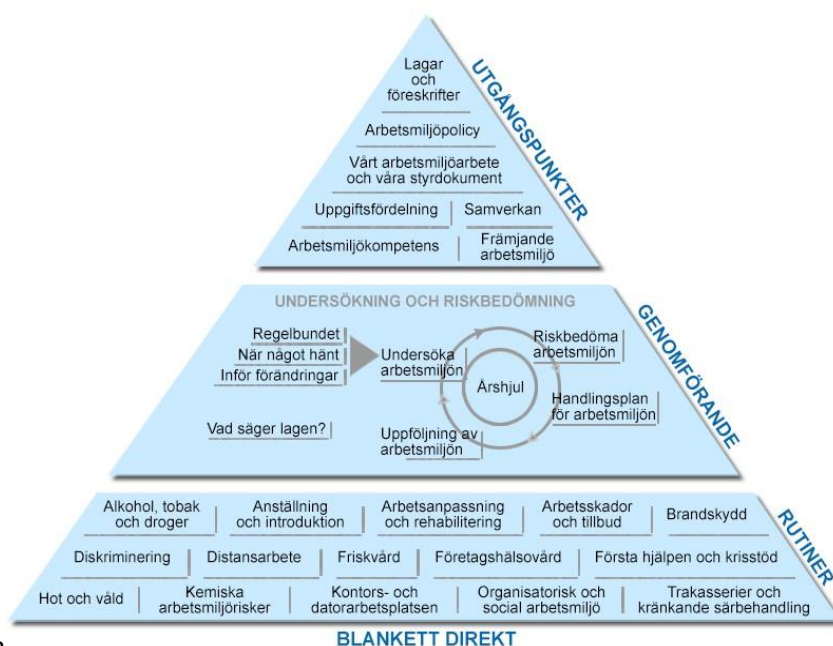 Lagar
och
föreskrifter
Arbetsmiljöpolicy
Vårt arbetsmiljöarbete
och våra styrdokument
Uppgiftsfördelning
Samverkan
Arbetsmiljökompetens
Främjande
arbetsmiljö
UTGÅNGSPUNKTER
UNDERSÖKNING OCH RISKBEDÖMNING
Regelbundet
När något hänt
Inför förändringar
Vad säger lagen?
Undersöka
arbetsmiljön
Riskbedöma
arbetsmiljön
Årshjul
Handlingsplan
för arbetsmiljön
Uppföljning av
arbetsmiljön
GENOMFÖRANDE
Alkohol, tobak
och droger
Anställning
och introduktion
Arbetsanpassning
och rehabilitering
Arbetsskador
och tillbud
Brandskydd
Diskriminering
Distansarbete
Friskvård
Företagshälsovård
Första hjälpen och krisstöd
Hot och våld
Kemiska
arbetsmiljörisker
Kontors- och
datorarbetsplatsen
Organisatorisk och
social arbetsmiljö
Trakasserier och
kränkande särbehandling
RUTINER
BLANKETT DIREKT